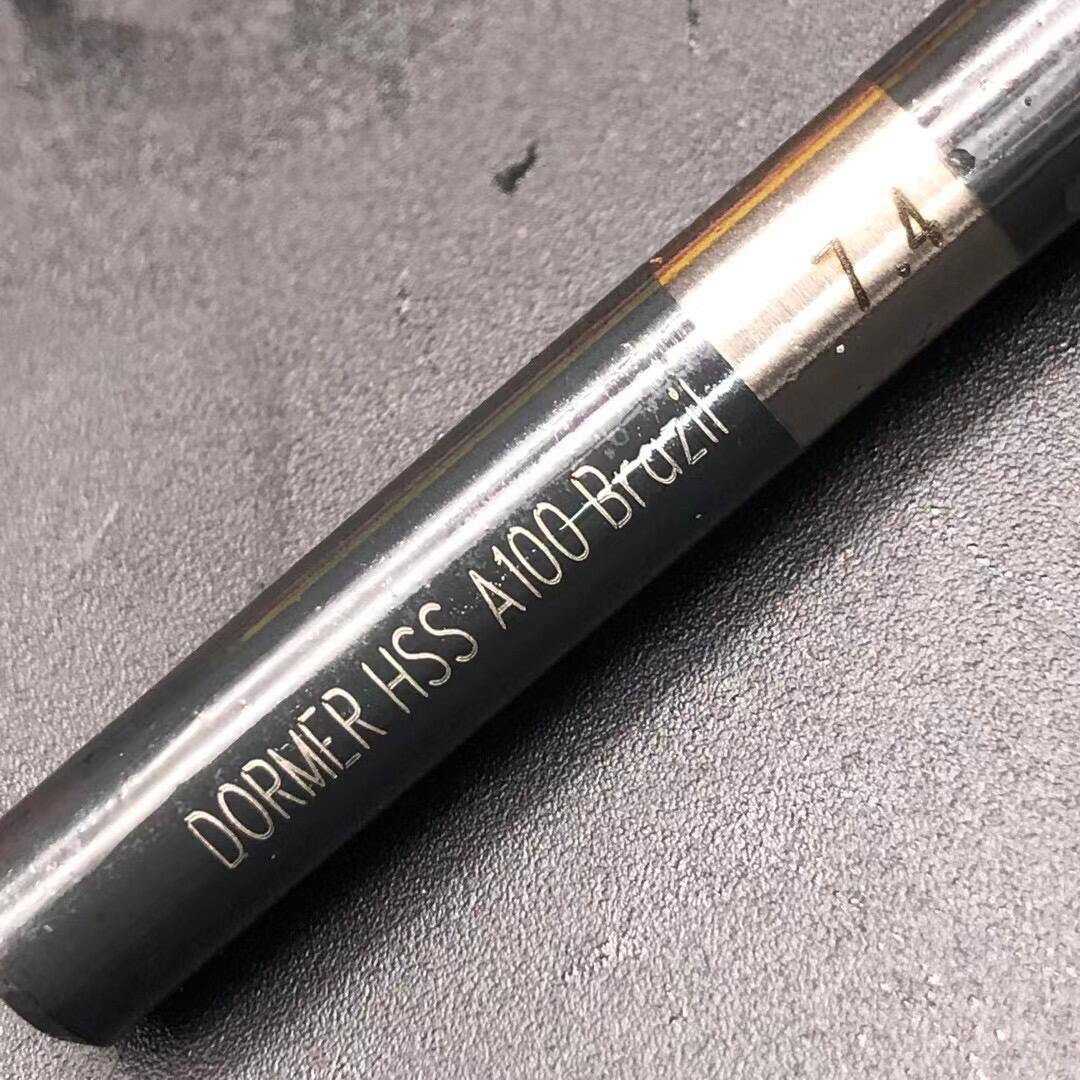 DORMER HSS A100 Brazil
7.4